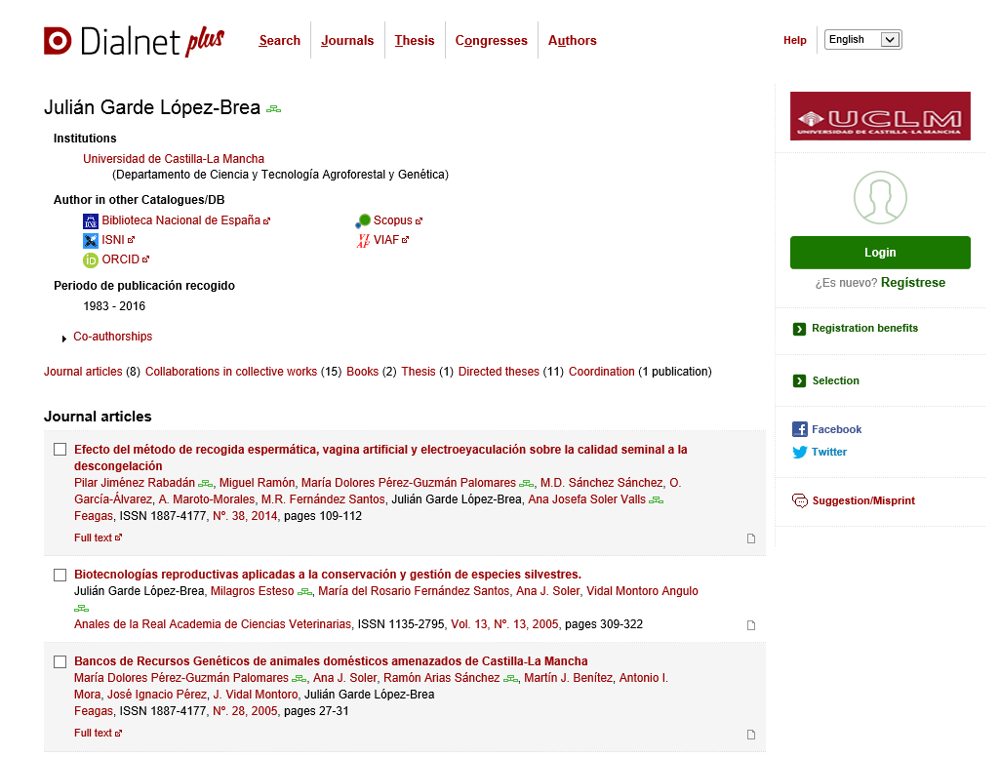 Dialnet plus
Search
Journals
Thesis
Congresses
Authors
Help
English
Julián Garde López-Brea
Institutions
Universidad de Castilla-La Mancha
(Departamento de Ciencia y Tecnología Agroforestal y Genética)
Author in other Catalogues/DB
Biblioteca Nacional de España
Scopus
ISNI
VIAF
ORCID
Periodo de publicación recogido
1983 - 2016
Co-authorships
Journal articles (8) Collaborations in collective works (15) Books (2) Thesis (1) Directed theses (11) Coordination (1 publication)
Journal articles
Efecto del método de recogida espermática, vagina artificial y electroeyaculación sobre la calidad seminal a la
descongelación
Pilar Jiménez Rabadán, Miguel Ramón, María Dolores Pérez-Guzmán Palomares, M.D. Sánchez Sánchez, O.
García-Álvarez, A. Maroto-Morales, M.R. Fernández Santos, Julián Garde López-Brea, Ana Josefa Soler Valls
Feagas, ISSN 1887-4177, Nº. 38, 2014, pages 109-112
Full text
Biotecnologías reproductivas aplicadas a la conservación y gestión de especies silvestres.
Julián Garde López-Brea, Milagros Esteso, María del Rosario Fernández Santos, Ana J. Soler, Vidal Montoro Angulo
Anales de la Real Academia de Ciencias Veterinarias, ISSN 1135-2795, Vol. 13, Nº. 13, 2005, pages 309-322
Bancos de Recursos Genéticos de animales domésticos amenazados de Castilla-La Mancha
María Dolores Pérez-Guzmán Palomares, Ana J. Soler, Ramón Arias Sánchez, Martín J. Benítez, Antonio I.
Mora, José Ignacio Pérez, J. Vidal Montoro, Julián Garde López-Brea
Feagas, ISSN 1887-4177, Nº. 28, 2005, pages 27-31
Full text
UCLM
UNIVERSIDAD DE CASTILLA-LA MANCHA
Login
¿Es nuevo? Regístrese
Registration benefits
Selection
Facebook
Twitter
Suggestion/Misprint